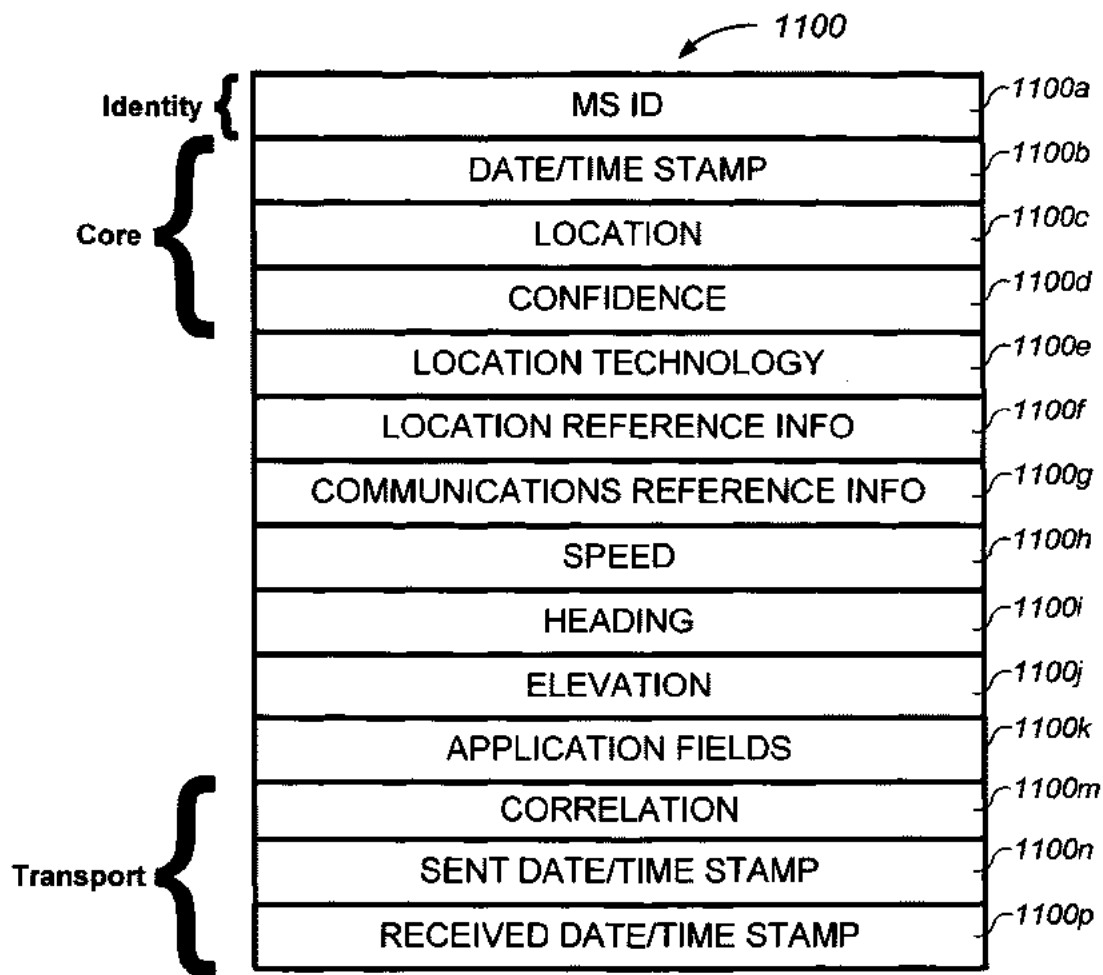 1100
Identity { MS ID 1100a
DATE/TIME STAMP 1100b
Core { LOCATION 1100c
CONFIDENCE 1100d
LOCATION TECHNOLOGY 1100e
LOCATION REFERENCE INFO 1100f
COMMUNICATIONS REFERENCE INFO 1100g
SPEED 1100h
HEADING 1100i
ELEVATION 1100j
APPLICATION FIELDS 1100k
CORRELATION 1100m
Transport { SENT DATE/TIME STAMP 1100n
RECEIVED DATE/TIME STAMP 1100p